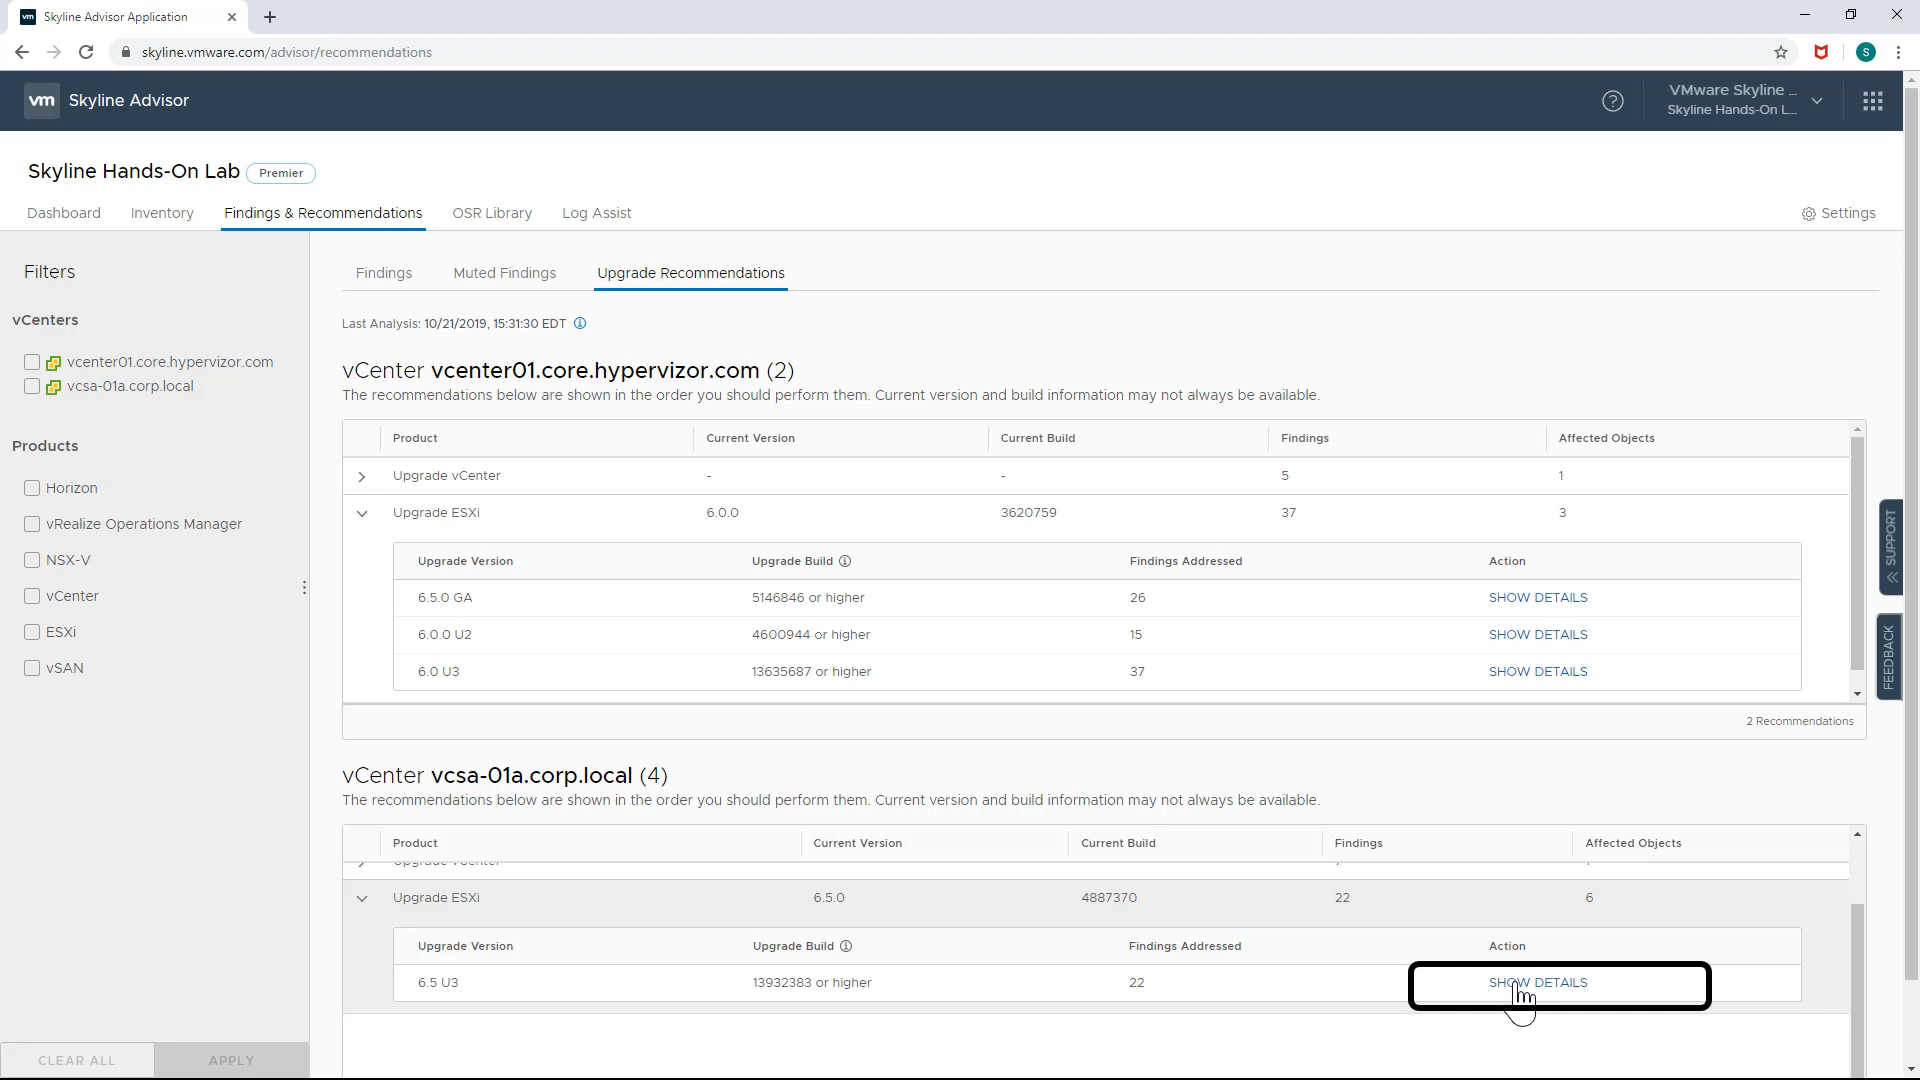 vm Skyline Advisor Application
skyline.vmware.com/advisor/recommendations
S
vm Skyline Advisor
?
VMware Skyline ...
Skyline Hands-On L...
Skyline Hands-On Lab Premier
Dashboard Inventory Findings & Recommendations OSR Library Log Assist Settings
Filters
vCenters
vcenter01.core.hypervizor.com
vcsa-01a.corp.local
Products
Horizon
vRealize Operations Manager
NSX-V
vCenter
ESXi
vSAN
CLEAR ALL APPLY
Findings Muted Findings Upgrade Recommendations
Last Analysis: 10/21/2019, 15:31:30 EDT
vCenter vcenter01.core.hypervizor.com (2)
The recommendations below are shown in the order you should perform them. Current version and build information may not always be available.
Product Current Version Current Build Findings Affected Objects
Upgrade vCenter - - 5 1
Upgrade ESXi 6.0.0 3620759 37 3
Upgrade Version Upgrade Build Findings Addressed Action
6.5.0 GA 5146846 or higher 26 SHOW DETAILS
6.0.0 U2 4600944 or higher 15 SHOW DETAILS
6.0 U3 13635687 or higher 37 SHOW DETAILS
2 Recommendations
vCenter vcsa-01a.corp.local (4)
The recommendations below are shown in the order you should perform them. Current version and build information may not always be available.
Product Current Version Current Build Findings Affected Objects
Upgrade ESXi 6.5.0 4887370 22 6
Upgrade Version Upgrade Build Findings Addressed Action
6.5 U3 13932383 or higher 22 SHOW DETAILS
SUPPORT
FEEDBACK